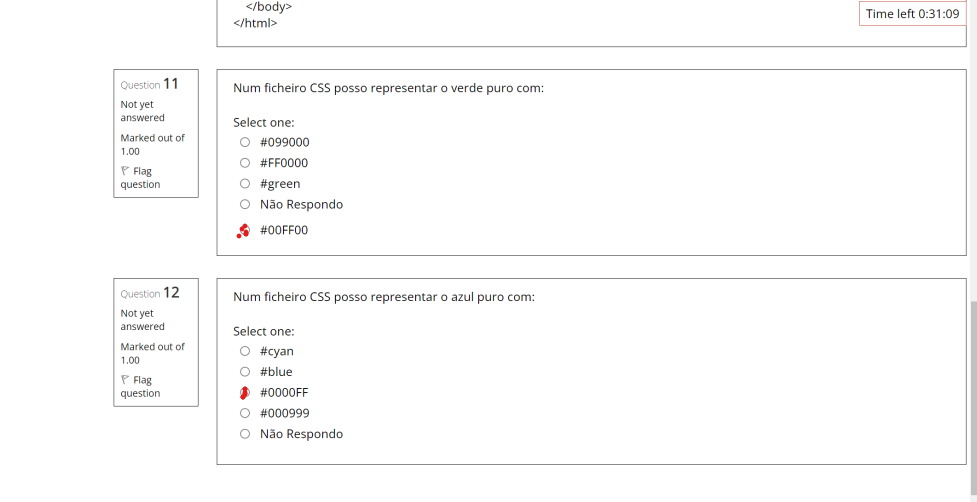 </body>
</html>
Time left 0:31:09
Question 11
Not yet
answered
Marked out of
1.00
Flag
question
Num ficheiro CSS posso representar o verde puro com:
Select one:
#099000
#FF0000
#green
Não Respondo
#00FF00
Question 12
Not yet
answered
Marked out of
1.00
Flag
question
Num ficheiro CSS posso representar o azul puro com:
Select one:
#cyan
#blue
#0000FF
#000999
Não Respondo